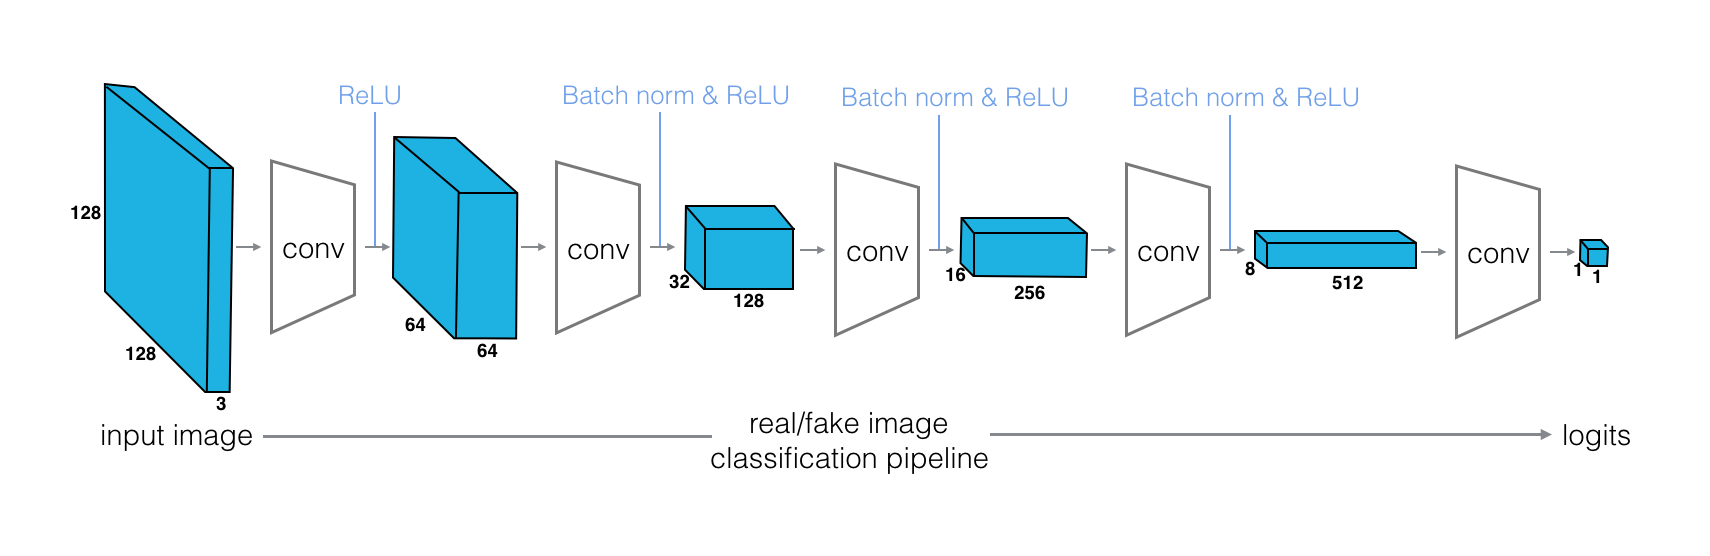 ReLU
Batch norm & ReLU
Batch norm & ReLU
Batch norm & ReLU
128
128
3
conv
64
64
conv
32
128
conv
16
256
conv
8
512
conv
1
1
input image
real/fake image
classification pipeline
logits